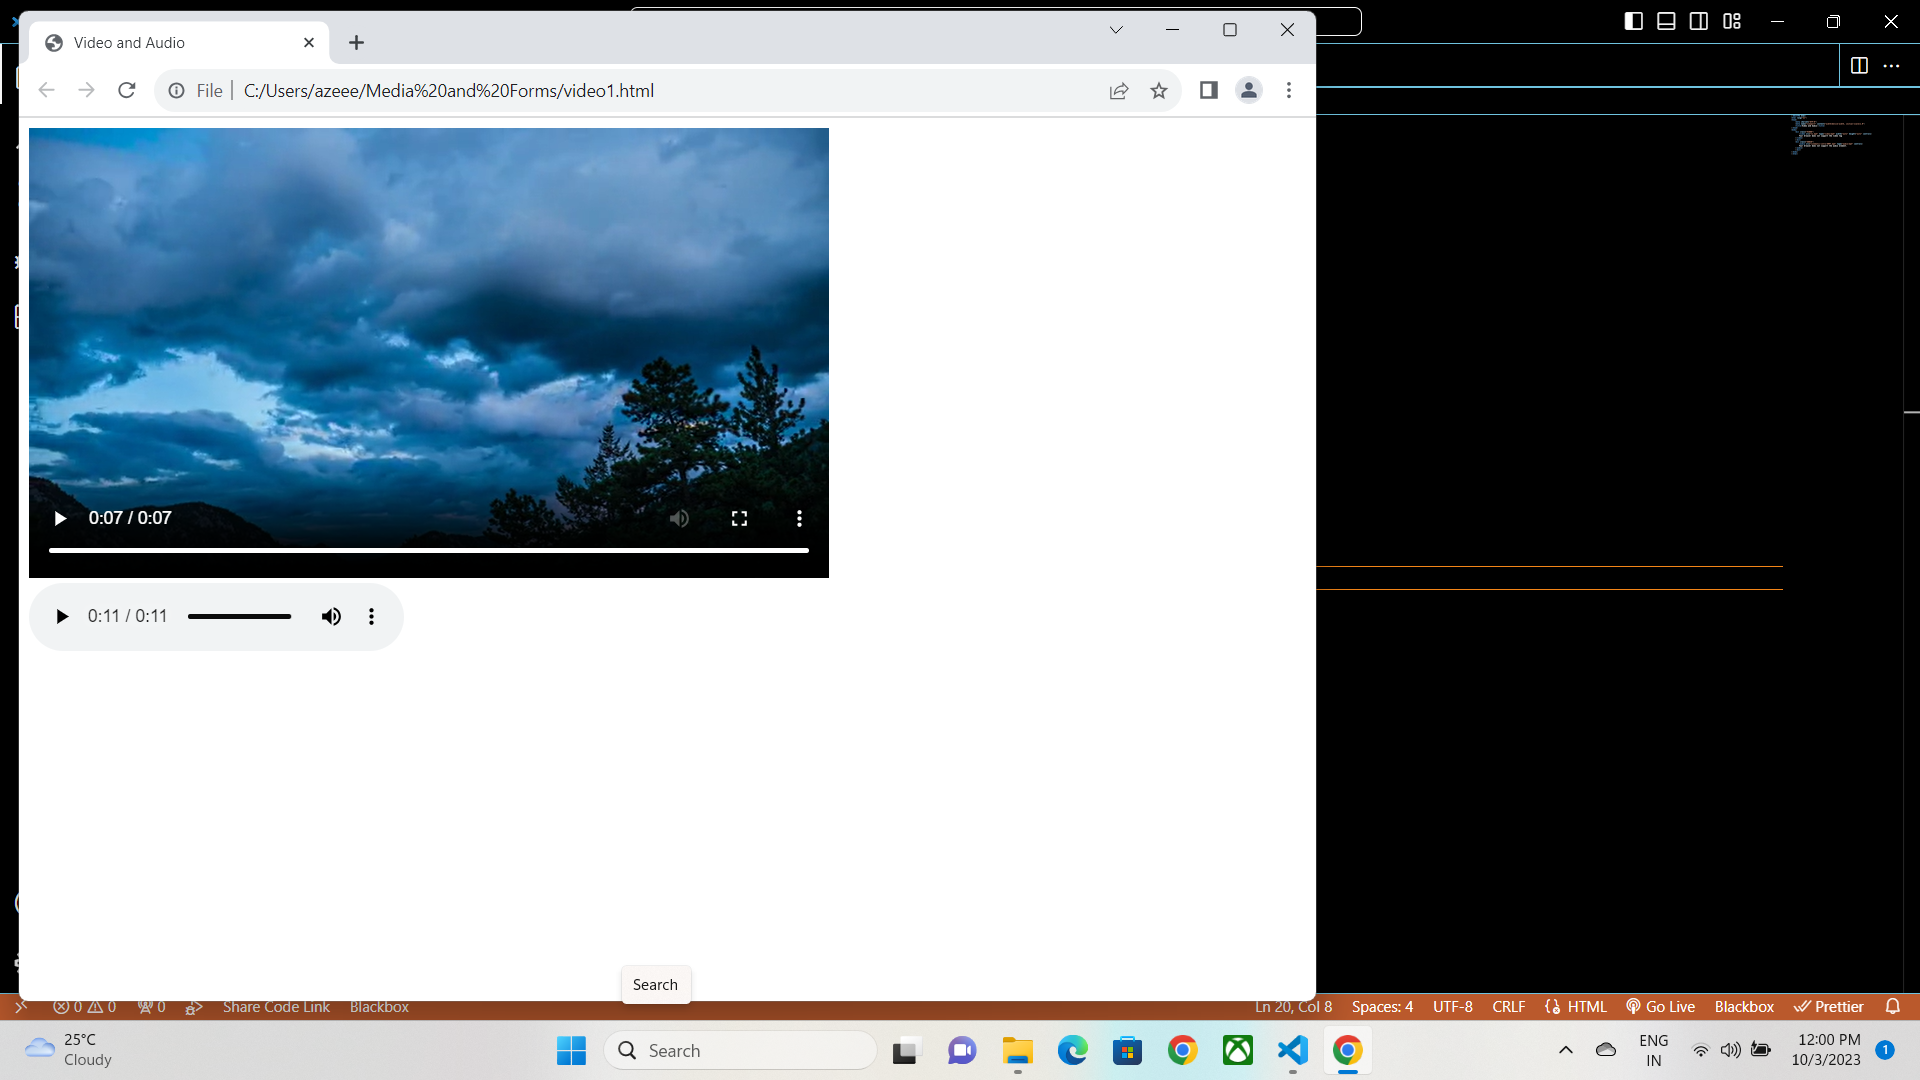 Video and Audio
File
C:/Users/azeee/Media%20and%20Forms/video1.html
0:07 / 0:07
0:11 / 0:11
Search
0 0 0 Share Code Link Blackbox
Ln 20, Col 8 Spaces: 4 UTF-8 CRLF HTML Go Live Blackbox Prettier
25°C
Cloudy
Search
ENG
IN
12:00 PM
10/3/2023
1